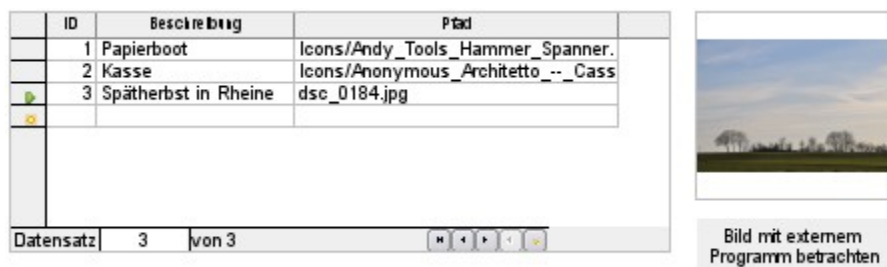 ID Beschreibung Pfad
1 Papierboot Icons/Andy_Tools_Hammer_Spanner.
2 Kasse Icons/Anonymous_Architetto_--_Cass
3 Spätherbst in Rheine dsc_0184.jpg
Datensatz 3 von 3
Bild mit externem
Programm betrachten